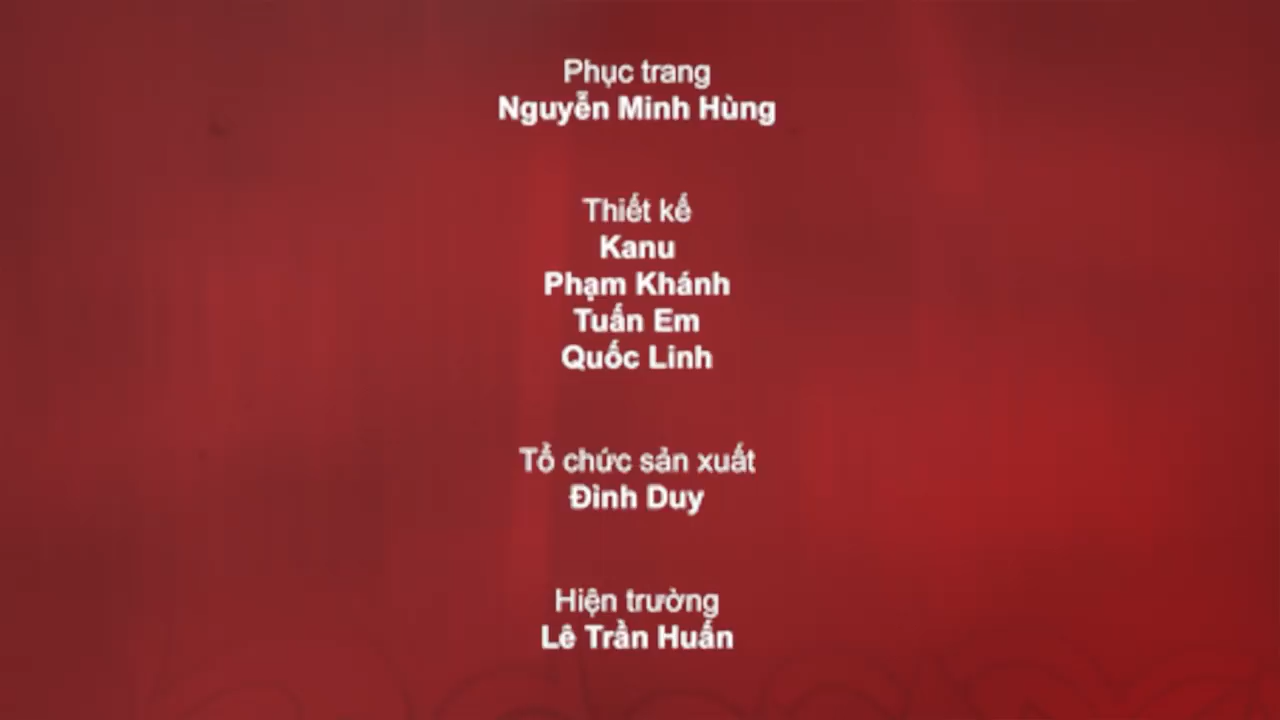 Phục trang
Nguyễn Minh Hùng
Thiết kế
Kanu
Phạm Khánh
Tuấn Em
Quốc Linh
Tổ chức sản xuất
Đình Duy
Hiện trường
Lê Trần Huấn